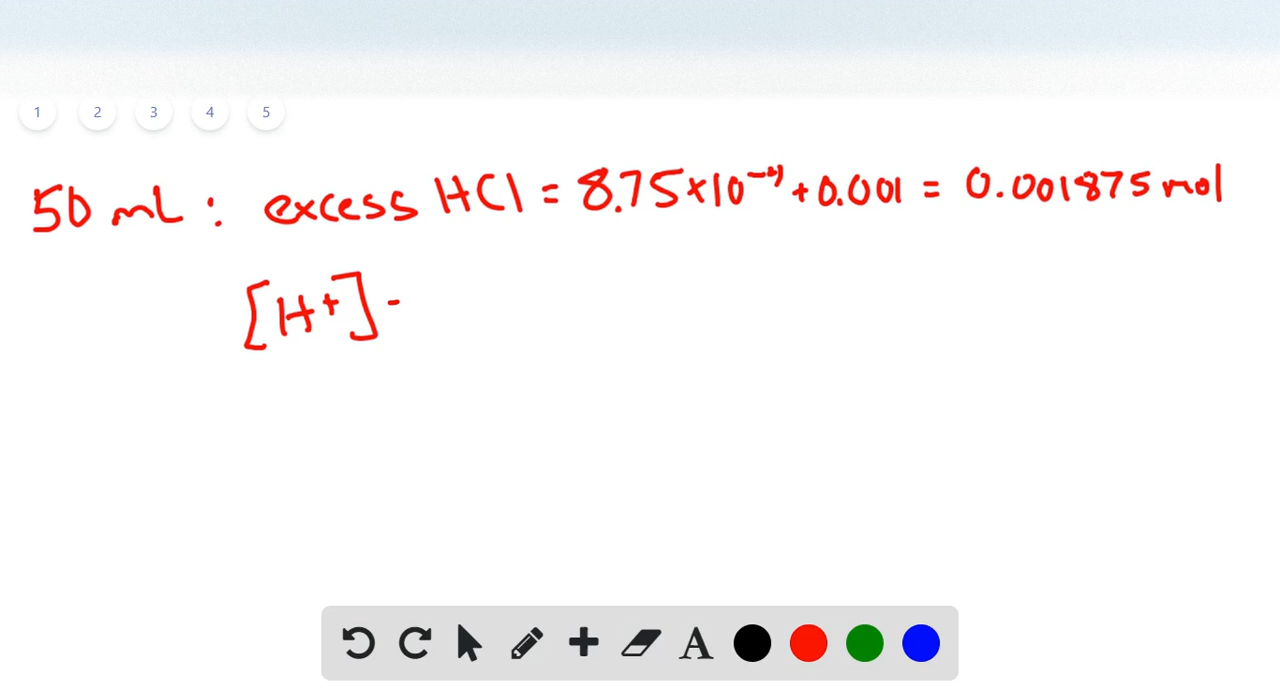 1 2 3 4 5
50 mL : excess HCl = 8.75×10⁻⁴ + 0.001 = 0.001875 mol
[H⁺] -
A